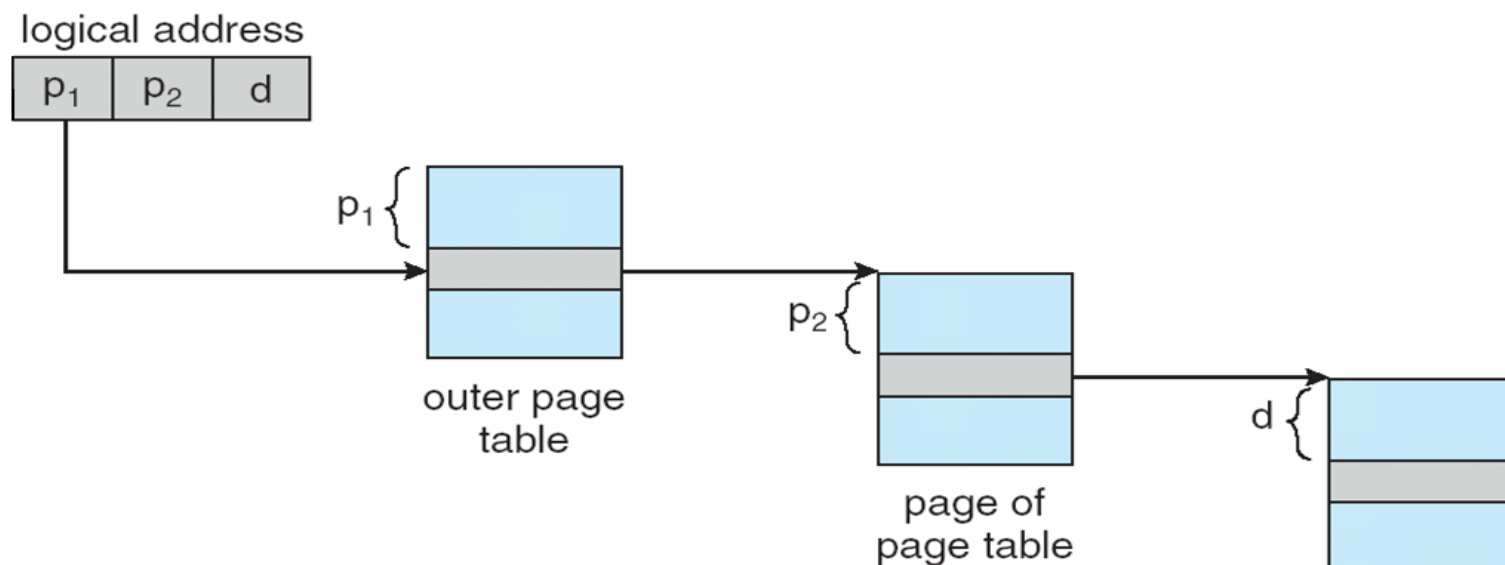 logical address
p₁ p₂ d
p₁
outer page
table
p₂
page of
page table
d